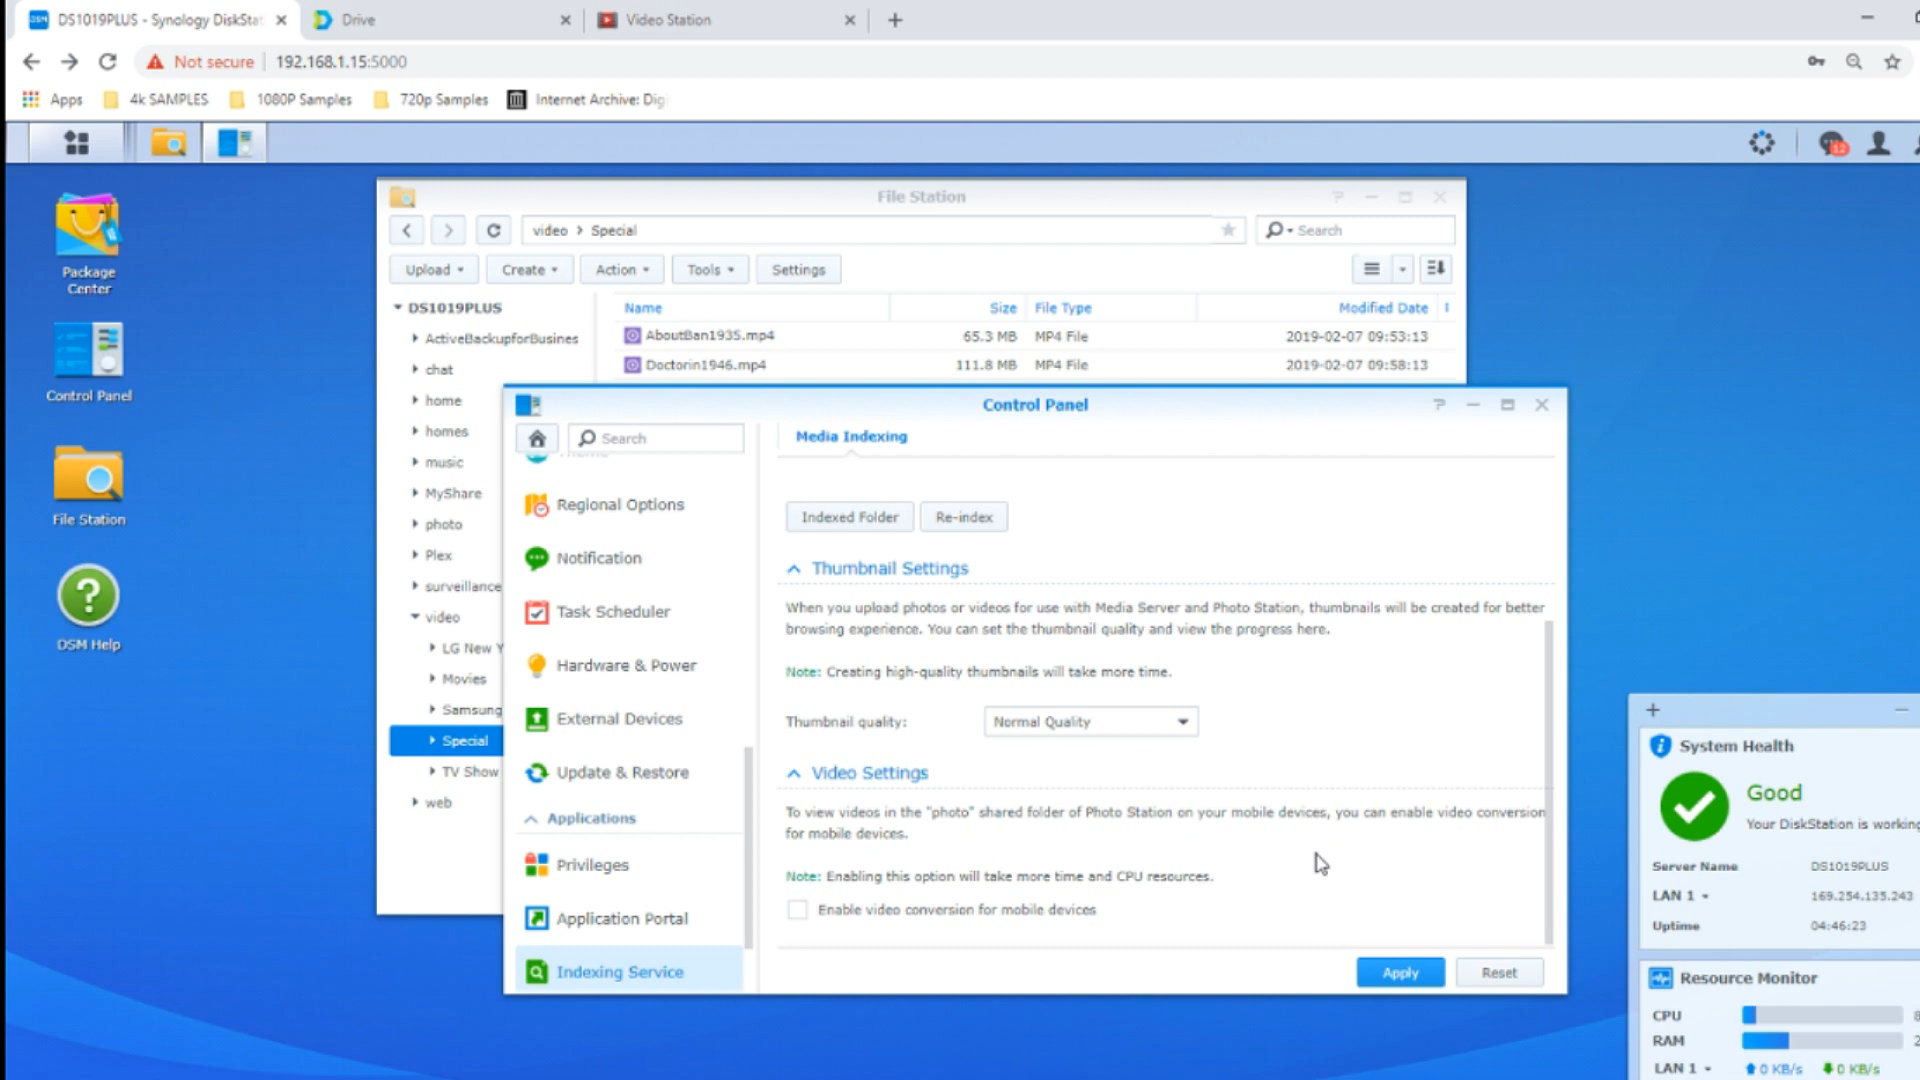 DS1019PLUS - Synology DiskStat
Drive
Video Station
Not secure
192.168.1.15:5000
Apps
4k SAMPLES
1080P Samples
720p Samples
Internet Archive: Dig
12
Package
Center
Control Panel
File Station
DSM Help
File Station
video > Special
Search
Upload
Create
Action
Tools
Settings
DS1019PLUS
ActiveBackupforBusines
chat
home
homes
music
MyShare
photo
Plex
surveillance
video
LG New Y
Movies
Samsung
Special
TV Show
web
Name
Size
File Type
Modified Date
AboutBan1935.mp4
65.3 MB
MP4 File
2019-02-07 09:53:13
Doctorin1946.mp4
111.8 MB
MP4 File
2019-02-07 09:58:13
Control Panel
Search
Regional Options
Notification
Task Scheduler
Hardware & Power
External Devices
Update & Restore
Applications
Privileges
Application Portal
Indexing Service
Media Indexing
Indexed Folder
Re-index
Thumbnail Settings
When you upload photos or videos for use with Media Server and Photo Station, thumbnails will be created for better
browsing experience. You can set the thumbnail quality and view the progress here.
Note: Creating high-quality thumbnails will take more time.
Thumbnail quality:
Normal Quality
Video Settings
To view videos in the "photo" shared folder of Photo Station on your mobile devices, you can enable video conversion
for mobile devices.
Note: Enabling this option will take more time and CPU resources.
Enable video conversion for mobile devices
Apply
Reset
System Health
Good
Your DiskStation is working
Server Name
DS1019PLUS
LAN 1
169.254.135.243
Uptime
04:46:23
Resource Monitor
CPU
RAM
LAN 1
0 KB/s
0 KB/s